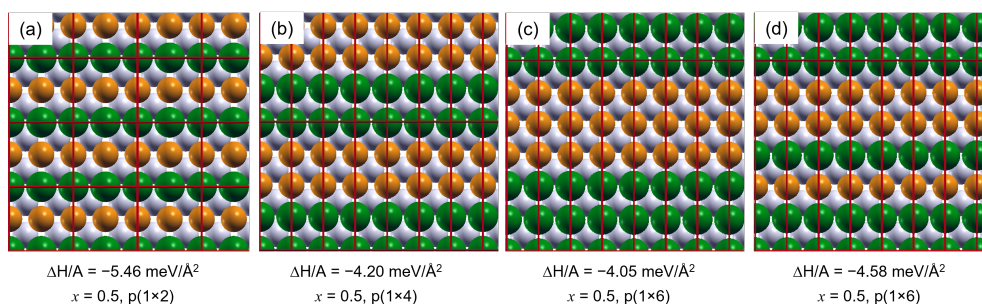 (a) (b) (c) (d)
ΔH/A = −5.46 meV/Å² ΔH/A = −4.20 meV/Å² ΔH/A = −4.05 meV/Å² ΔH/A = −4.58 meV/Å²
x = 0.5, p(1×2) x = 0.5, p(1×4) x = 0.5, p(1×6) x = 0.5, p(1×6)